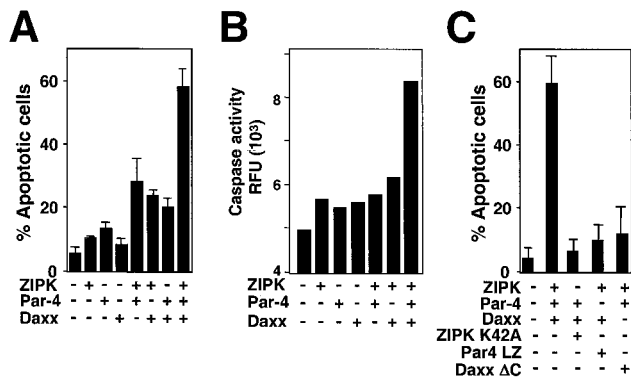 A
% Apoptotic cells
60
40
20
0
ZIPK - + - - + + - +
Par-4 - - + - + - + +
Daxx - - - + - + + +
B
Caspase activity
RFU (10³)
8
6
4
ZIPK - + - - + + +
Par-4 - - + - + - +
Daxx - - - + - + +
C
% Apoptotic cells
60
40
20
0
ZIPK - + - + +
Par-4 - + + - +
Daxx - + + + -
ZIPK K42A - - + - -
Par4 LZ - - - + -
Daxx ΔC - - - - +